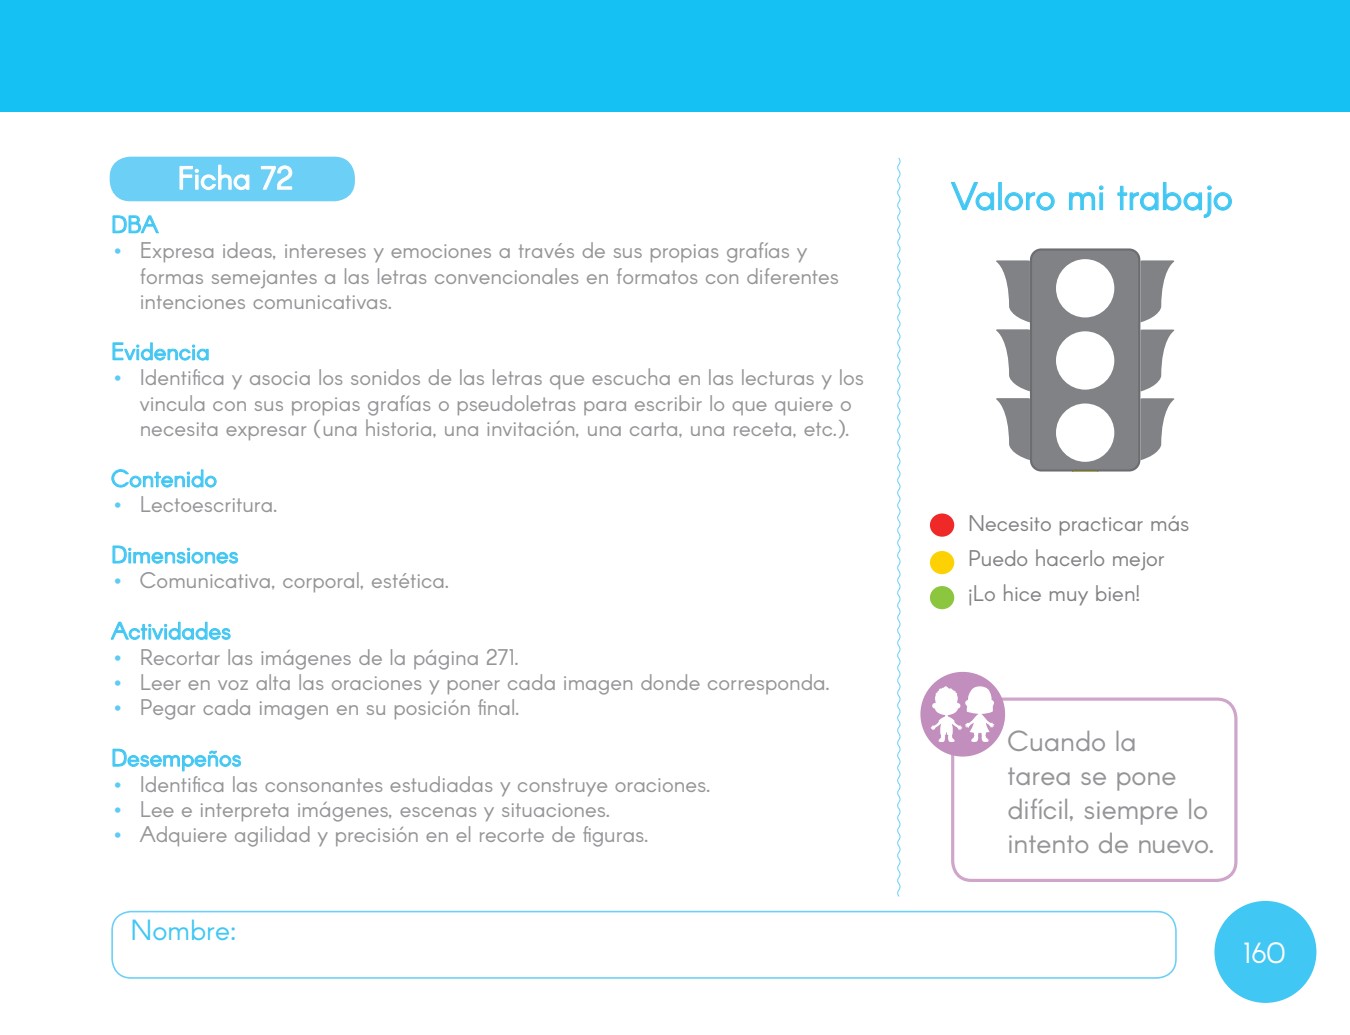 Ficha 72
DBA
• Expresa ideas, intereses y emociones a través de sus propias grafías y
formas semejantes a las letras convencionales en formatos con diferentes
intenciones comunicativas.
Evidencia
• Identifica y asocia los sonidos de las letras que escucha en las lecturas y los
vincula con sus propias grafías o pseudoletras para escribir lo que quiere o
necesita expresar (una historia, una invitación, una carta, una receta, etc.).
Contenido
• Lectoescritura.
Dimensiones
• Comunicativa, corporal, estética.
Actividades
• Recortar las imágenes de la página 271.
• Leer en voz alta las oraciones y poner cada imagen donde corresponda.
• Pegar cada imagen en su posición final.
Desempeños
• Identifica las consonantes estudiadas y construye oraciones.
• Lee e interpreta imágenes, escenas y situaciones.
• Adquiere agilidad y precisión en el recorte de figuras.
Valoro mi trabajo
Necesito practicar más
Puedo hacerlo mejor
¡Lo hice muy bien!
Cuando la
tarea se pone
difícil, siempre lo
intento de nuevo.
Nombre:
160